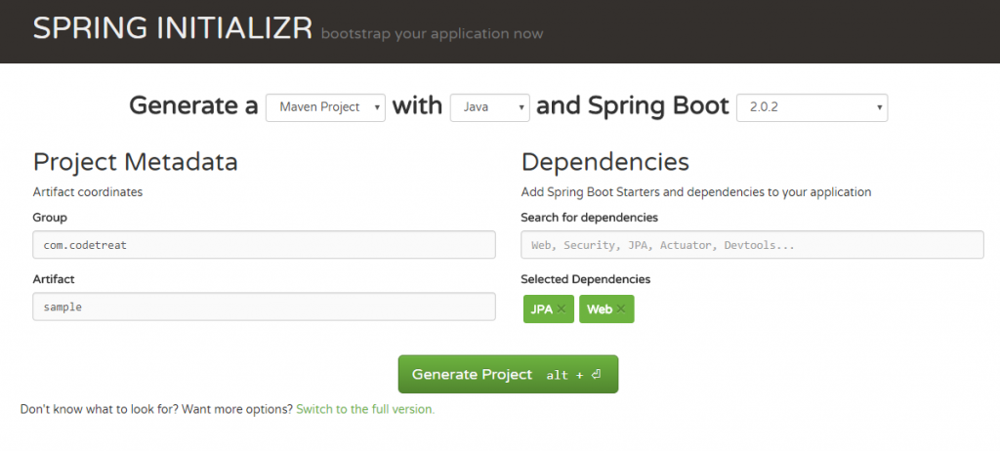 SPRING INITIALIZR bootstrap your application now
Generate a Maven Project with Java and Spring Boot 2.0.2
Project Metadata
Artifact coordinates
Group
com.codetreat
Artifact
sample
Dependencies
Add Spring Boot Starters and dependencies to your application
Search for dependencies
Web, Security, JPA, Actuator, Devtools...
Selected Dependencies
JPA × Web ×
Generate Project alt + ⏎
Don't know what to look for? Want more options? Switch to the full version.